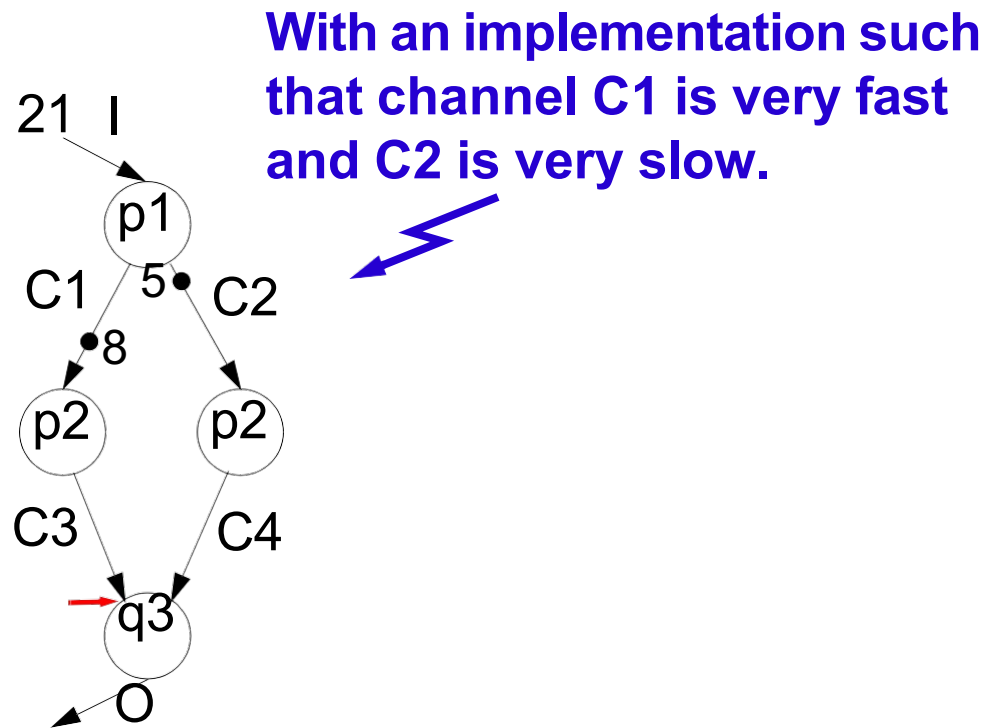 With an implementation such
that channel C1 is very fast
and C2 is very slow.
21 I
p1
C1
5
C2
8
p2
p2
C3
C4
q3
O